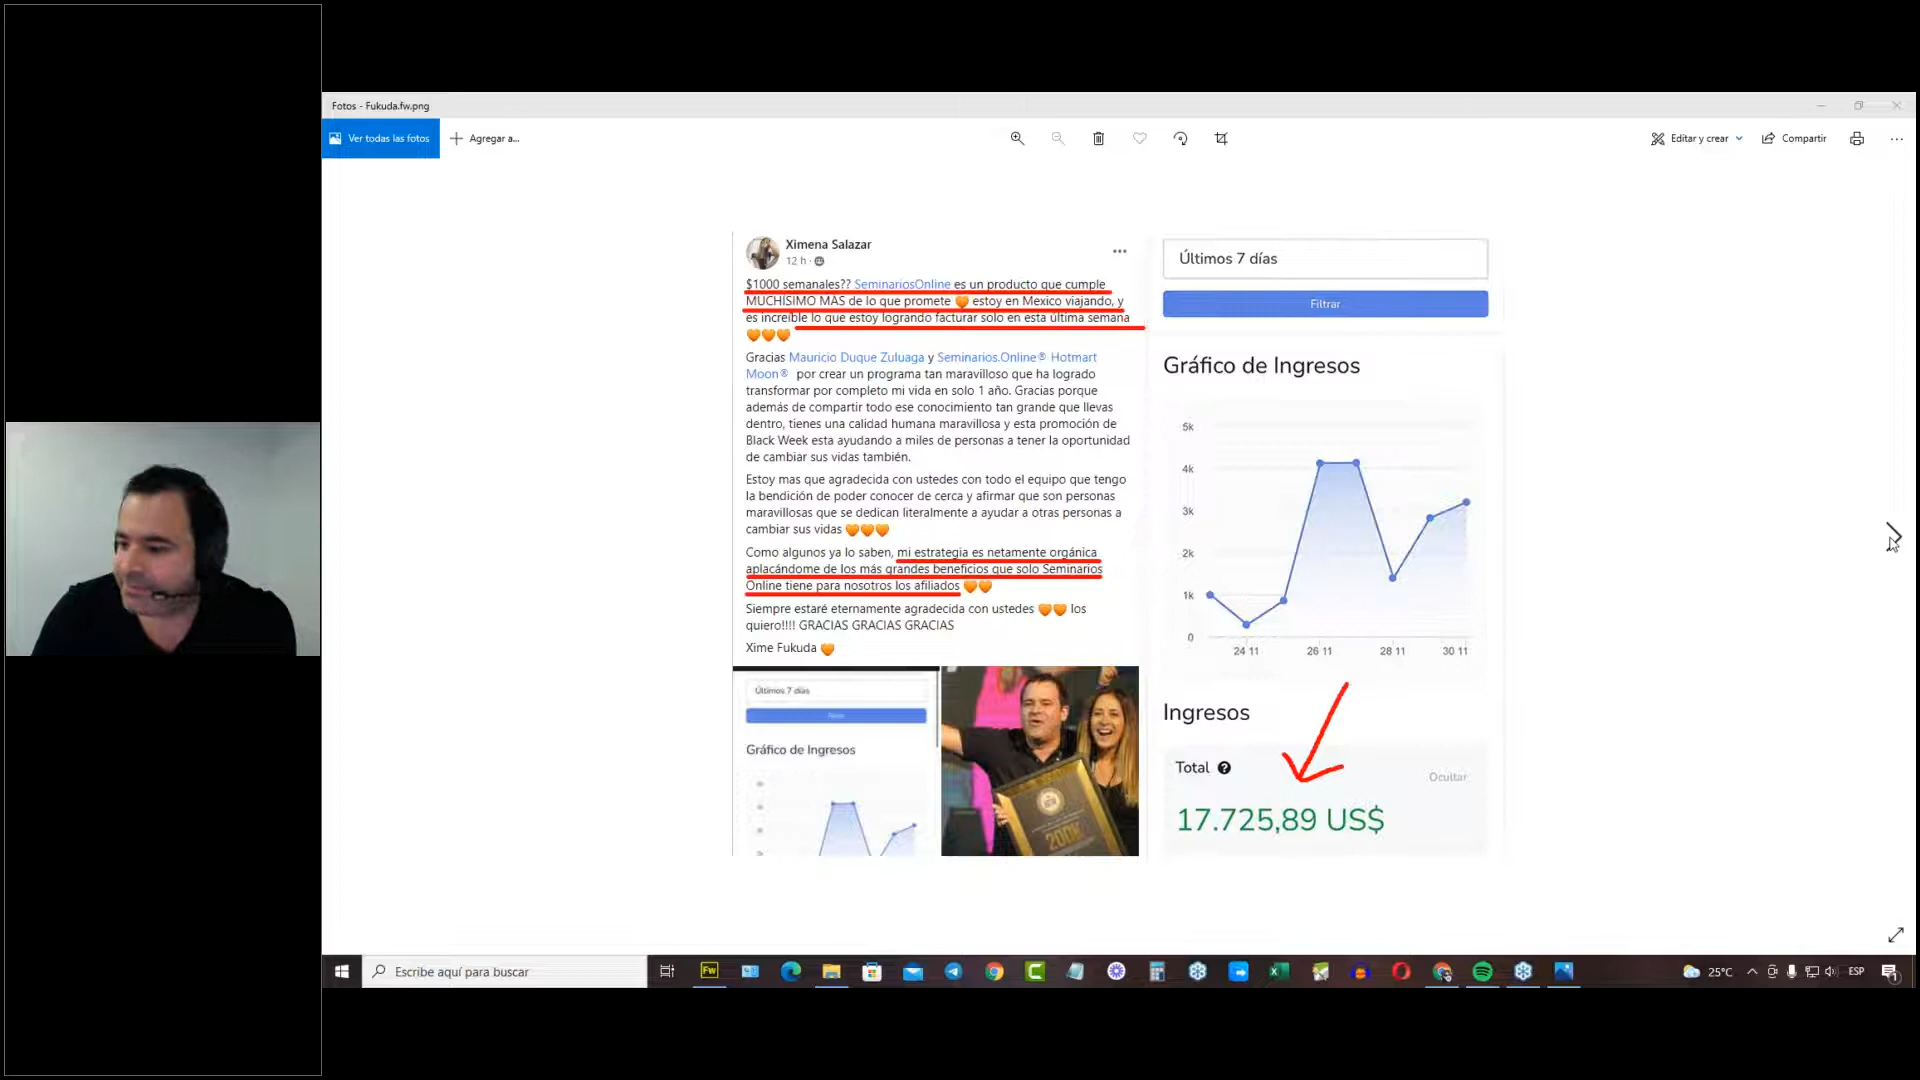 Fotos - Fukuda.fw.png
Ver todas las fotos
Agregar a...
Editar y crear
Compartir
Ximena Salazar
12 h ·
$1000 semanales?? SeminariosOnline es un producto que cumple
MUCHISIMO MAS de lo que promete 🧡 estoy en Mexico viajando, y
es increíble lo que estoy logrando facturar solo en esta última semana
🧡🧡🧡
Gracias Mauricio Duque Zuluaga y Seminarios.Online® Hotmart
Moon® por crear un programa tan maravilloso que ha logrado
transformar por completo mi vida en solo 1 año. Gracias porque
además de compartir todo ese conocimiento tan grande que llevas
dentro, tienes una calidad humana maravillosa y esta promoción de
Black Week esta ayudando a miles de personas a tener la oportunidad
de cambiar sus vidas también.
Estoy mas que agradecida con ustedes con todo el equipo que tengo
la bendición de poder conocer de cerca y afirmar que son personas
maravillosas que se dedican literalmente a ayudar a otras personas a
cambiar sus vidas 🧡🧡🧡
Como algunos ya lo saben, mi estrategia es netamente orgánica
aplacándome de los más grandes beneficios que solo Seminarios
Online tiene para nosotros los afiliados 🧡🧡
Siempre estaré eternamente agradecida con ustedes 🧡🧡 los
quiero!!!! GRACIAS GRACIAS GRACIAS
Xime Fukuda 🧡
Últimos 7 días
Gráfico de Ingresos
200K
Últimos 7 días
Filtrar
Gráfico de Ingresos
5k
4k
3k
2k
1k
0
24 11
26 11
28 11
30 11
Ingresos
Total
Ocultar
17.725,89 US$
Escribe aquí para buscar
Fw
25°C
ESP
1